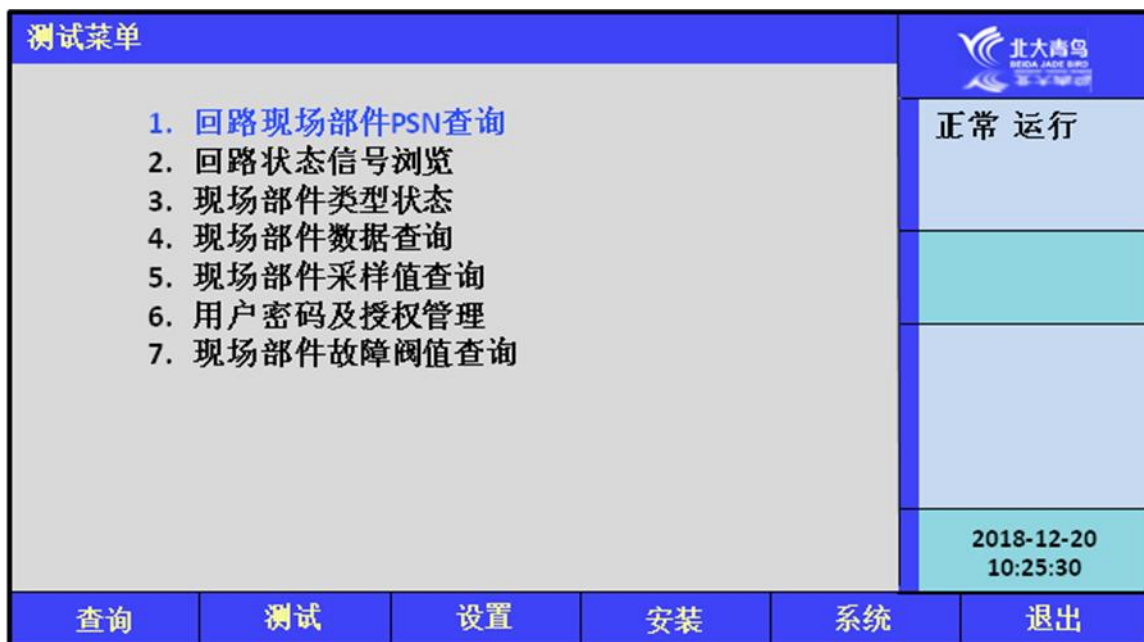 测试菜单
北大青鸟
BEIDA JADE BIRD
正常 运行
1. 回路现场部件PSN查询
2. 回路状态信号浏览
3. 现场部件类型状态
4. 现场部件数据查询
5. 现场部件采样值查询
6. 用户密码及授权管理
7. 现场部件故障阀值查询
2018-12-20
10:25:30
查询 测试 设置 安装 系统 退出